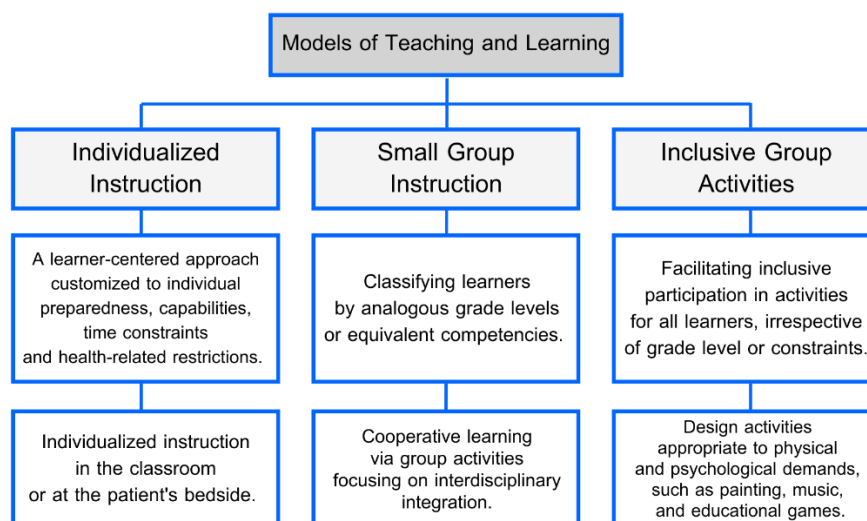 Models of Teaching and Learning
Individualized
Instruction
A learner-centered approach
customized to individual
preparedness, capabilities,
time constraints
and health-related restrictions.
Individualized instruction
in the classroom
or at the patient's bedside.
Small Group
Instruction
Classifying learners
by analogous grade levels
or equivalent competencies.
Cooperative learning
via group activities
focusing on interdisciplinary
integration.
Inclusive Group
Activities
Facilitating inclusive
participation in activities
for all learners, irrespective
of grade level or constraints.
Design activities
appropriate to physical
and psychological demands,
such as painting, music,
and educational games.